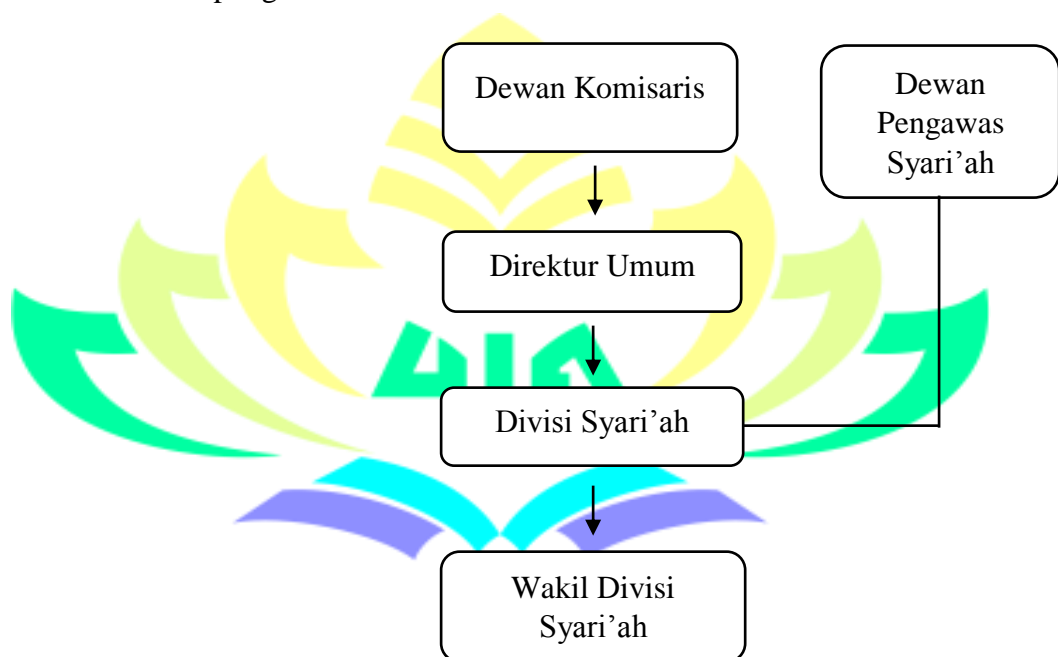 Dewan Komisaris
Dewan
Pengawas
Syari’ah
Direktur Umum
Divisi Syari’ah
Wakil Divisi
Syari’ah